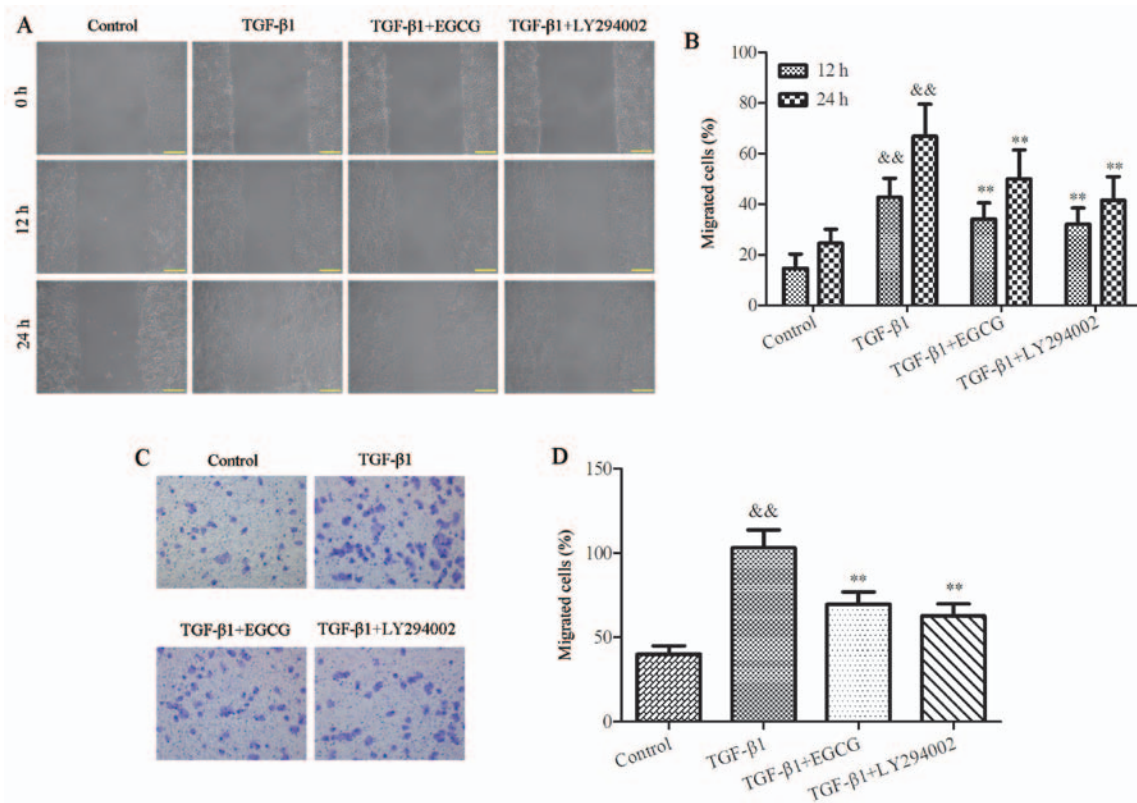 A
Control
TGF-β1
TGF-β1+EGCG
TGF-β1+LY294002
0 h
12 h
24 h
B
Migrated cells (%)
100
80
60
40
20
0
12 h
24 h
&&
&&
**
**
**
**
Control
TGF-β1
TGF-β1+EGCG
TGF-β1+LY294002
C
Control
TGF-β1
TGF-β1+EGCG
TGF-β1+LY294002
D
Migrated cells (%)
150
100
50
0
&&
**
**
Control
TGF-β1
TGF-β1+EGCG
TGF-β1+LY294002